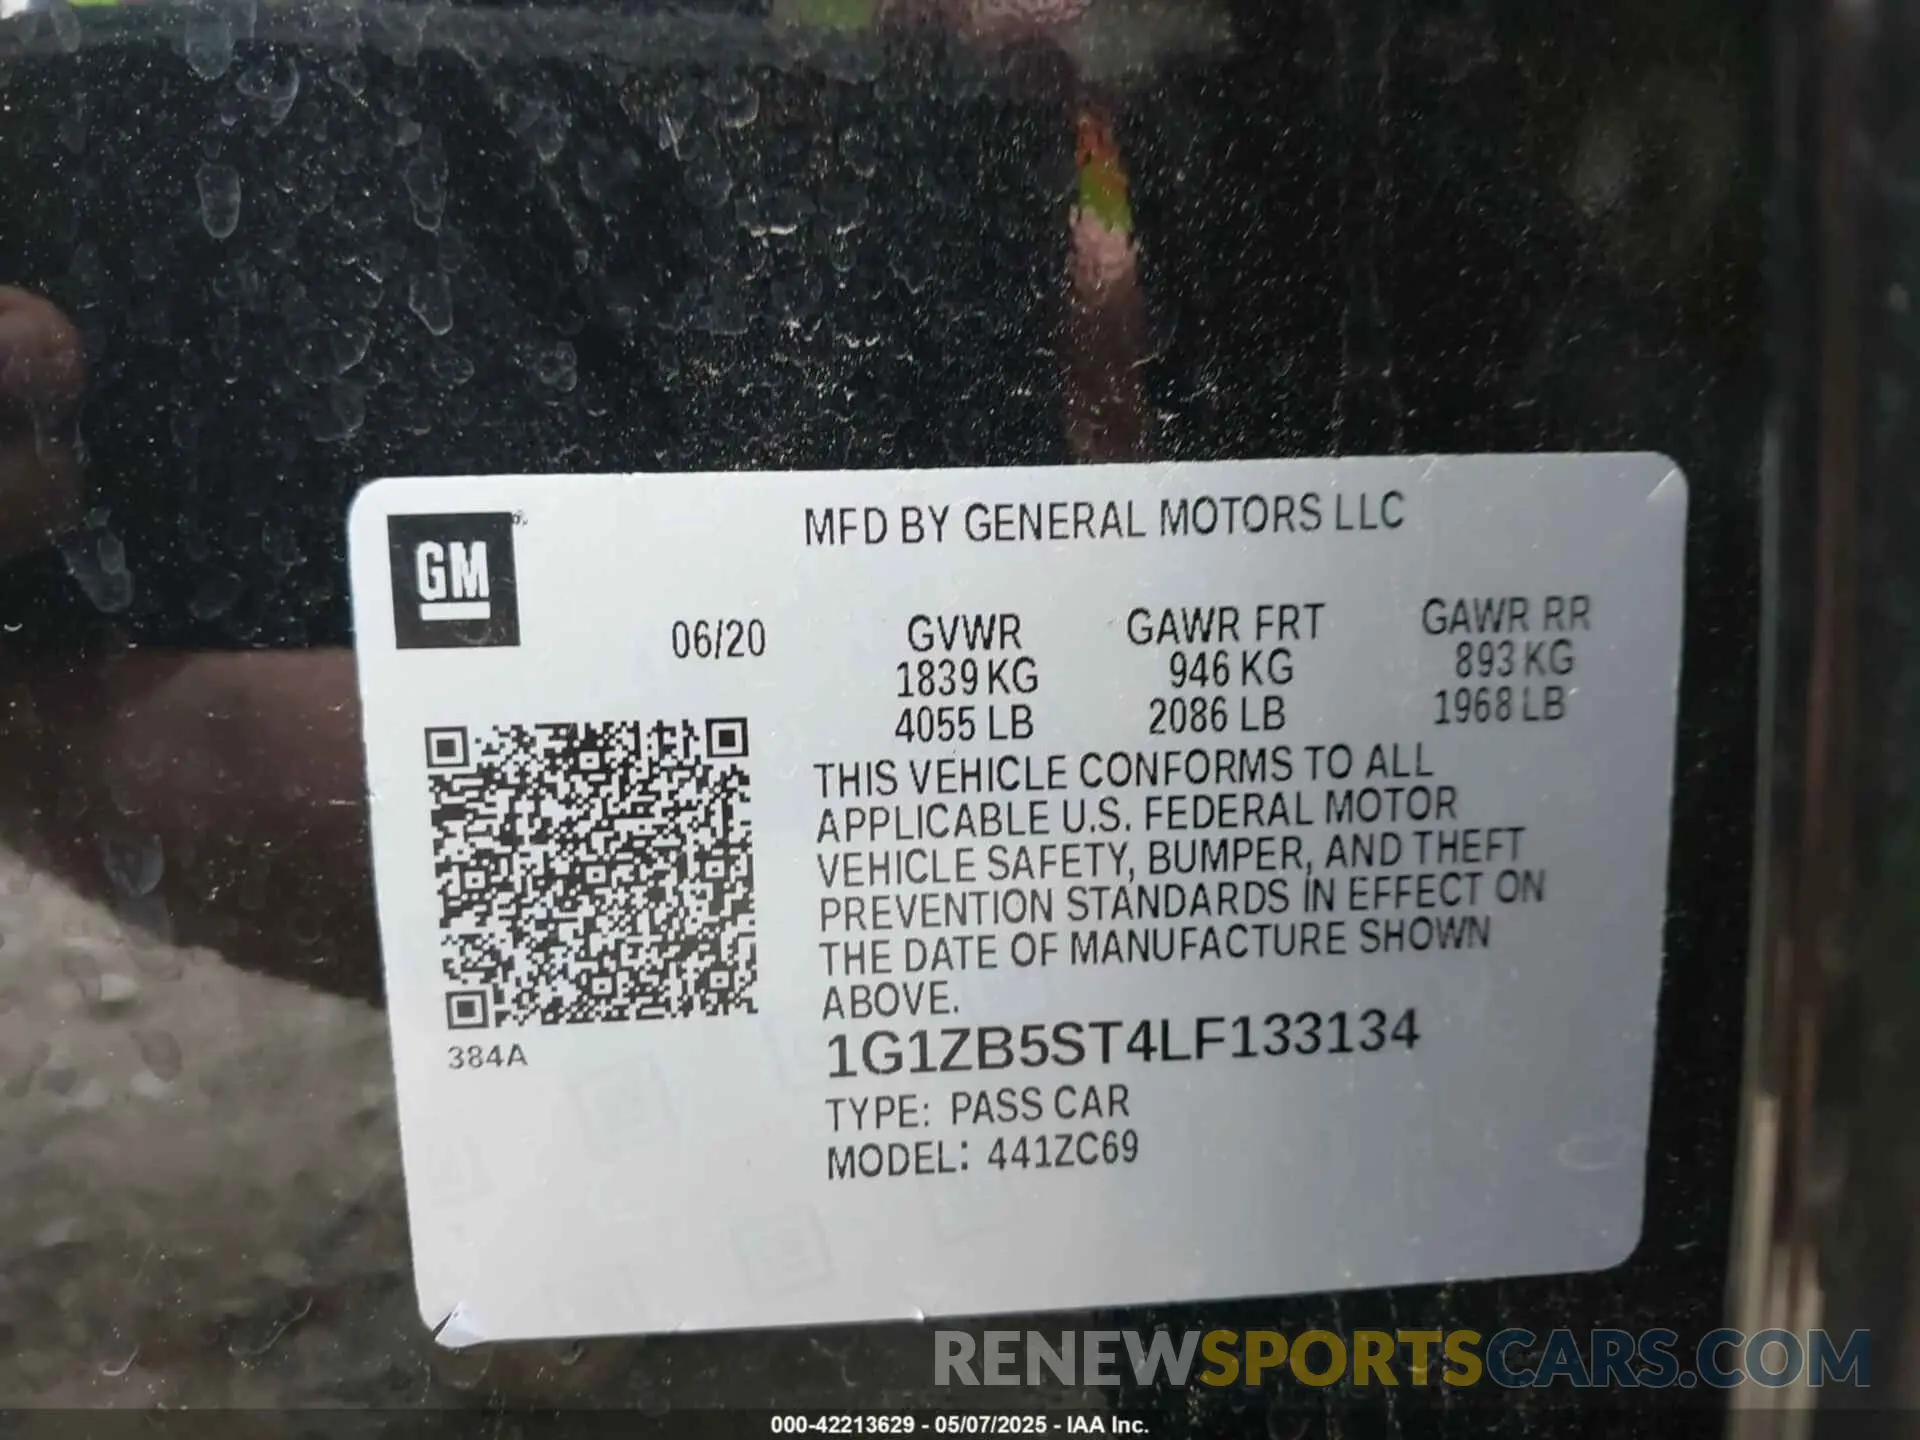 GM
MFD BY GENERAL MOTORS LLC
06/20 GVWR GAWR FRT GAWR RR
1839 KG 946 KG 893 KG
4055 LB 2086 LB 1968 LB
THIS VEHICLE CONFORMS TO ALL
APPLICABLE U.S. FEDERAL MOTOR
VEHICLE SAFETY, BUMPER, AND THEFT
PREVENTION STANDARDS IN EFFECT ON
THE DATE OF MANUFACTURE SHOWN
ABOVE.
384A
1G1ZB5ST4LF133134
TYPE: PASS CAR
MODEL: 441ZC69
RENEWSPORTSCARS.COM
000-42213629 - 05/07/2025 - IAA Inc.